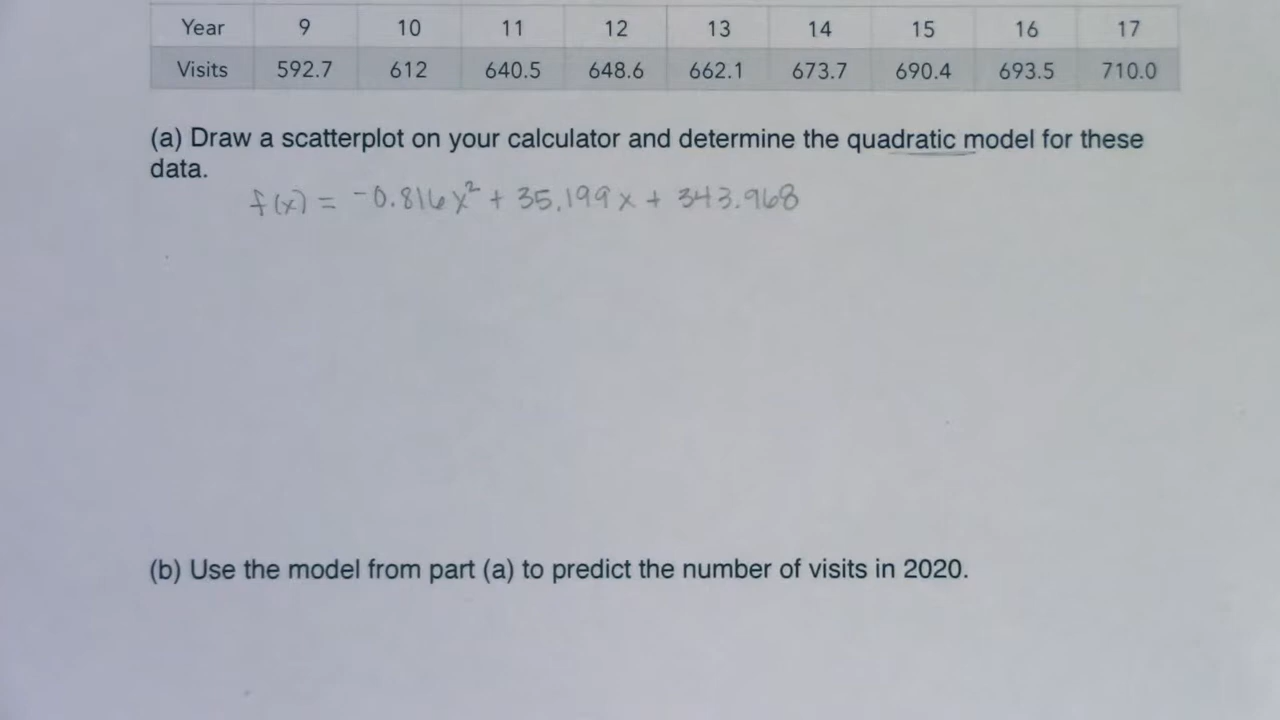 Year 9 10 11 12 13 14 15 16 17
Visits 592.7 612 640.5 648.6 662.1 673.7 690.4 693.5 710.0
(a) Draw a scatterplot on your calculator and determine the quadratic model for these
data.
f(x) = -0.816x² + 35.199x + 343.968
(b) Use the model from part (a) to predict the number of visits in 2020.